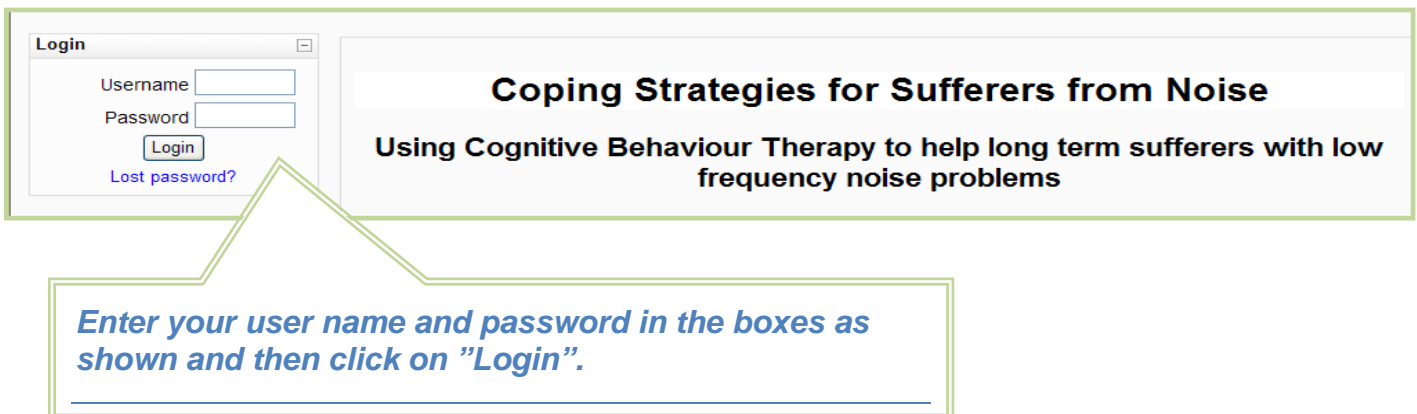 Login
Username
Password
Login
Lost password?
Coping Strategies for Sufferers from Noise
Using Cognitive Behaviour Therapy to help long term sufferers with low
frequency noise problems
Enter your user name and password in the boxes as
shown and then click on ”Login”.